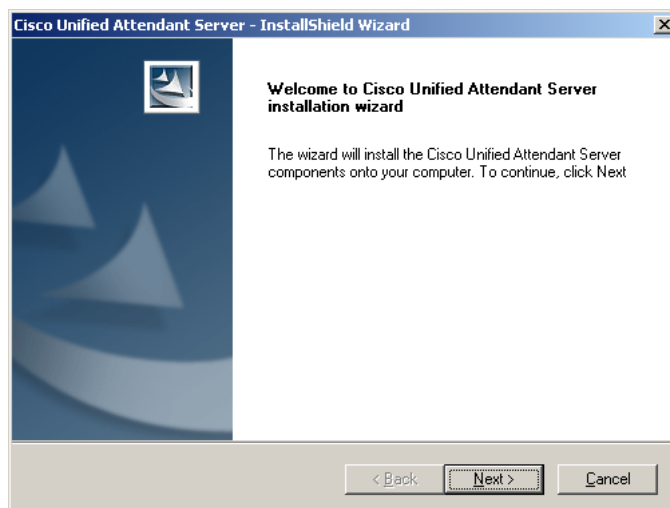 Cisco Unified Attendant Server - InstallShield Wizard
Welcome to Cisco Unified Attendant Server
installation wizard
The wizard will install the Cisco Unified Attendant Server
components onto your computer. To continue, click Next
< Back
Next >
Cancel